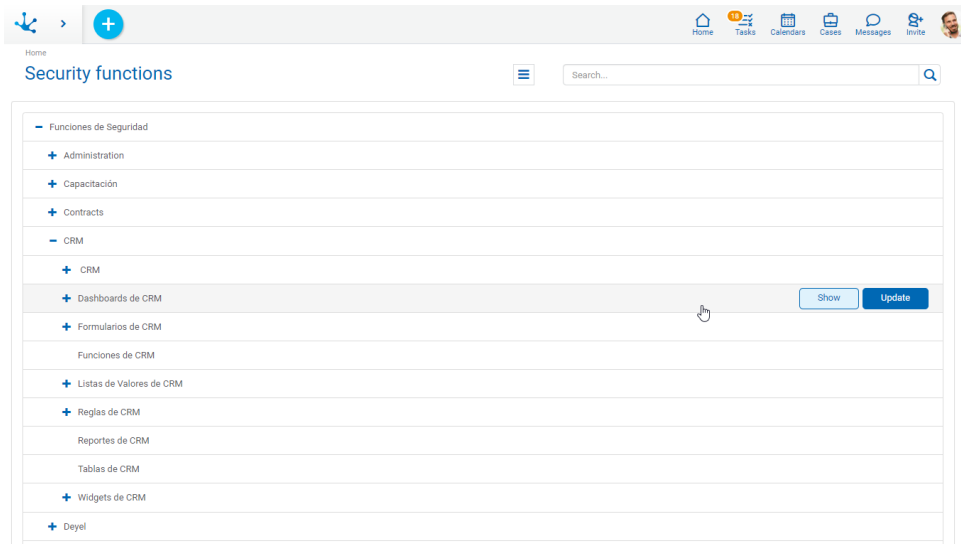 18
Home
Tasks
Calendars
Cases
Messages
Invite
Home
Security functions
Search...
Funciones de Seguridad
Administration
Capacitación
Contracts
CRM
CRM
Dashboards de CRM
Show
Update
Formularios de CRM
Funciones de CRM
Listas de Valores de CRM
Reglas de CRM
Reportes de CRM
Tablas de CRM
Widgets de CRM
Deyel